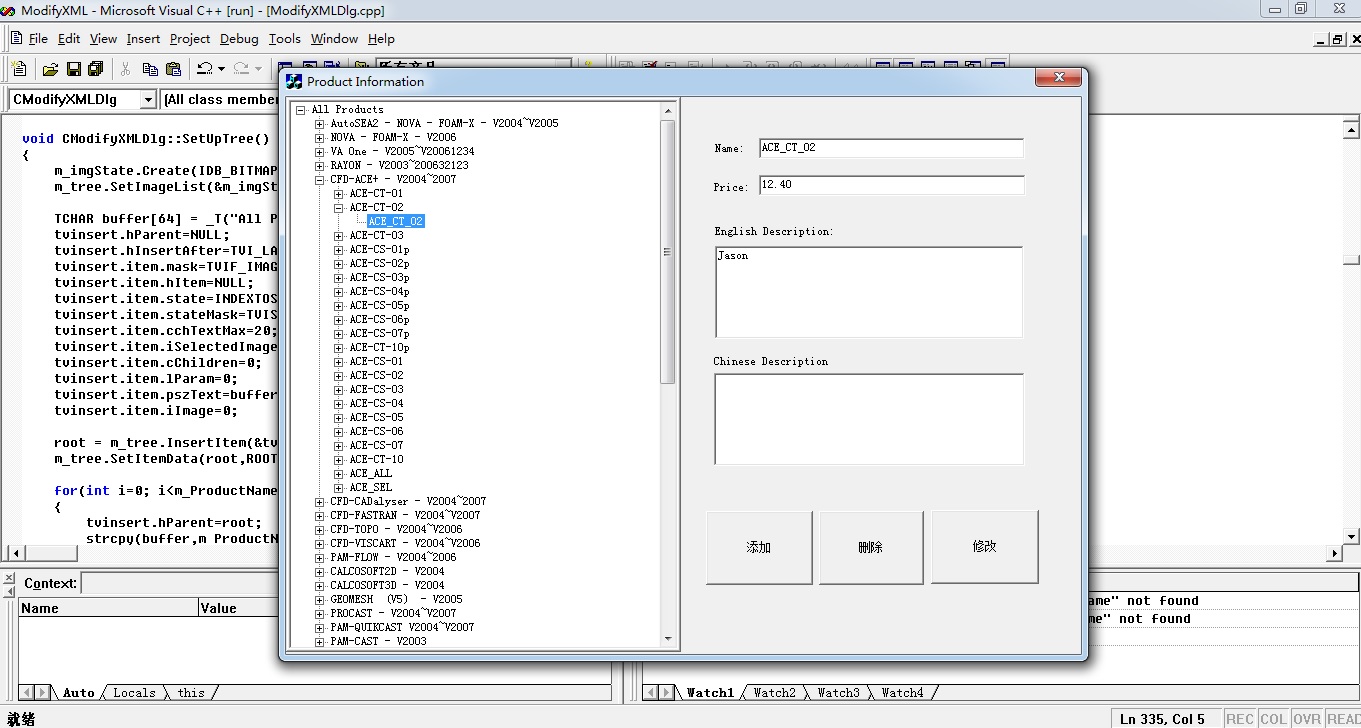 ModifyXML - Microsoft Visual C++ [run] - [ModifyXMLDlg.cpp]
File Edit View Insert Project Debug Tools Window Help
CModifyXMLDlg
[All class member
void CModifyXMLDlg::SetUpTree()
{
m_imgState.Create(IDB_BITMAP
m_tree.SetImageList(&m_imgSt
TCHAR buffer[64] = _T("All P
tvinsert.hParent=NULL;
tvinsert.hInsertAfter=TVI_LA
tvinsert.item.mask=TVIF_IMAG
tvinsert.item.hItem=NULL;
tvinsert.item.state=INDEXTOS
tvinsert.item.stateMask=TVIS
tvinsert.item.cchTextMax=20;
tvinsert.item.iSelectedImage
tvinsert.item.cChildren=0;
tvinsert.item.lParam=0;
tvinsert.item.pszText=buffer
tvinsert.item.iImage=0;
root = m_tree.InsertItem(&tv
m_tree.SetItemData(root,ROOT
for(int i=0; i<m_ProductName
{
tvinsert.hParent=root;
strcpy(buffer,m_ProductN
Product Information
All Products
AutoSEA2 - NOVA - FOAM-X - V2004~V2005
NOVA - FOAM-X - V2006
VA One - V2005~V20061234
RAYON - V2003~200632123
CFD-ACE+ - V2004~2007
ACE-CT-01
ACE-CT-02
ACE_CT_02
ACE-CT-03
ACE-CS-01p
ACE-CS-02p
ACE-CS-03p
ACE-CS-04p
ACE-CS-05p
ACE-CS-06p
ACE-CS-07p
ACE-CT-10p
ACE-CS-01
ACE-CS-02
ACE-CS-03
ACE-CS-04
ACE-CS-05
ACE-CS-06
ACE-CS-07
ACE-CT-10
ACE_ALL
ACE_SEL
CFD-CADalyser - V2004~2007
CFD-FASTRAN - V2004~V2007
CFD-TOPO - V2004~V2006
CFD-VISCART - V2004~V2006
PAM-FLOW - V2004~2006
CALCOSOFT2D - V2004
CALCOSOFT3D - V2004
GEOMESH (V5) - V2005
PROCAST - V2004~V2007
PAM-QUIKCAST V2004~V2007
PAM-CAST - V2003
Name: ACE_CT_02
Price: 12.40
English Description:
Jason
Chinese Description
添加 删除 修改
Context:
Name Value
ame" not found
me" not found
Auto Locals this
Watch1 Watch2 Watch3 Watch4
就绪
Ln 335, Col 5 REC COL OVR READ